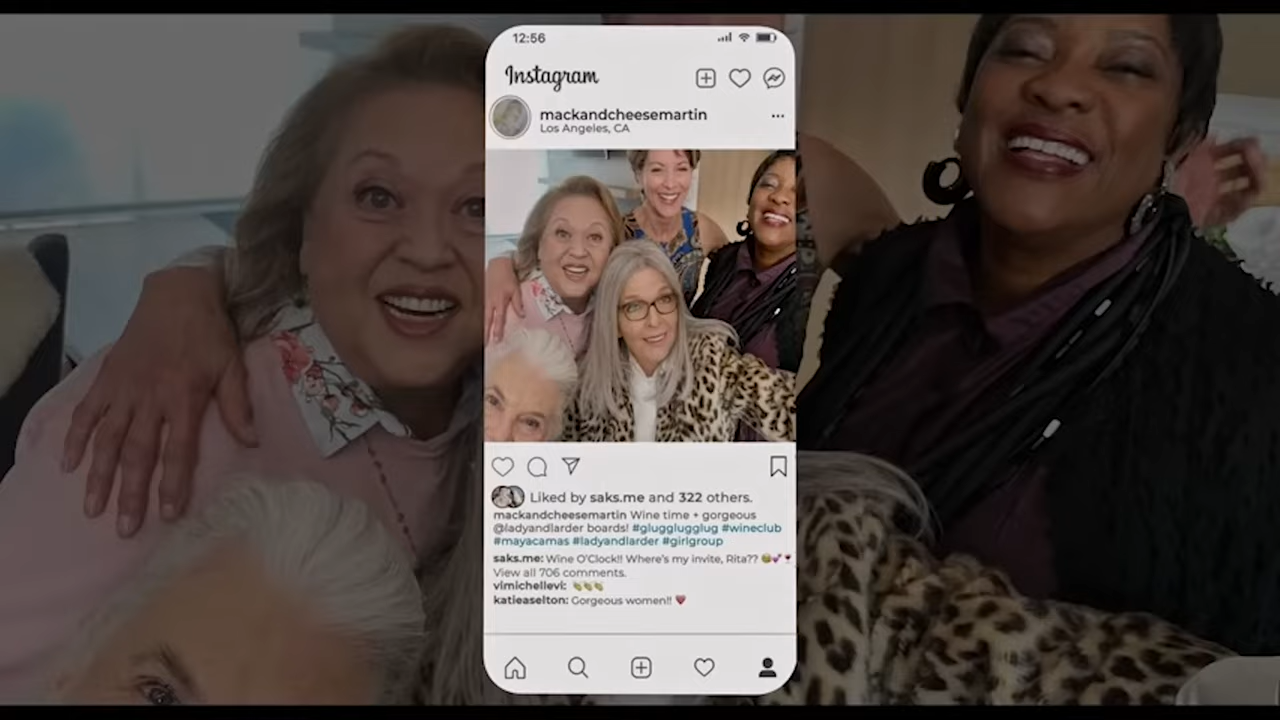 12:56
Instagram
mackandcheesemartin
Los Angeles, CA
Liked by saks.me and 322 others.
mackandcheesemartin Wine time + gorgeous
@ladyandlarder boards! #glugglugglug #wineclub
#mayacamas #ladyandlarder #girlgroup
saks.me: Wine O'Clock!! Where's my invite, Rita?? 🥴💕🍷
View all 706 comments.
vimichellevi: 🍾🍾🍾
katieaselton: Gorgeous women!! ❤️